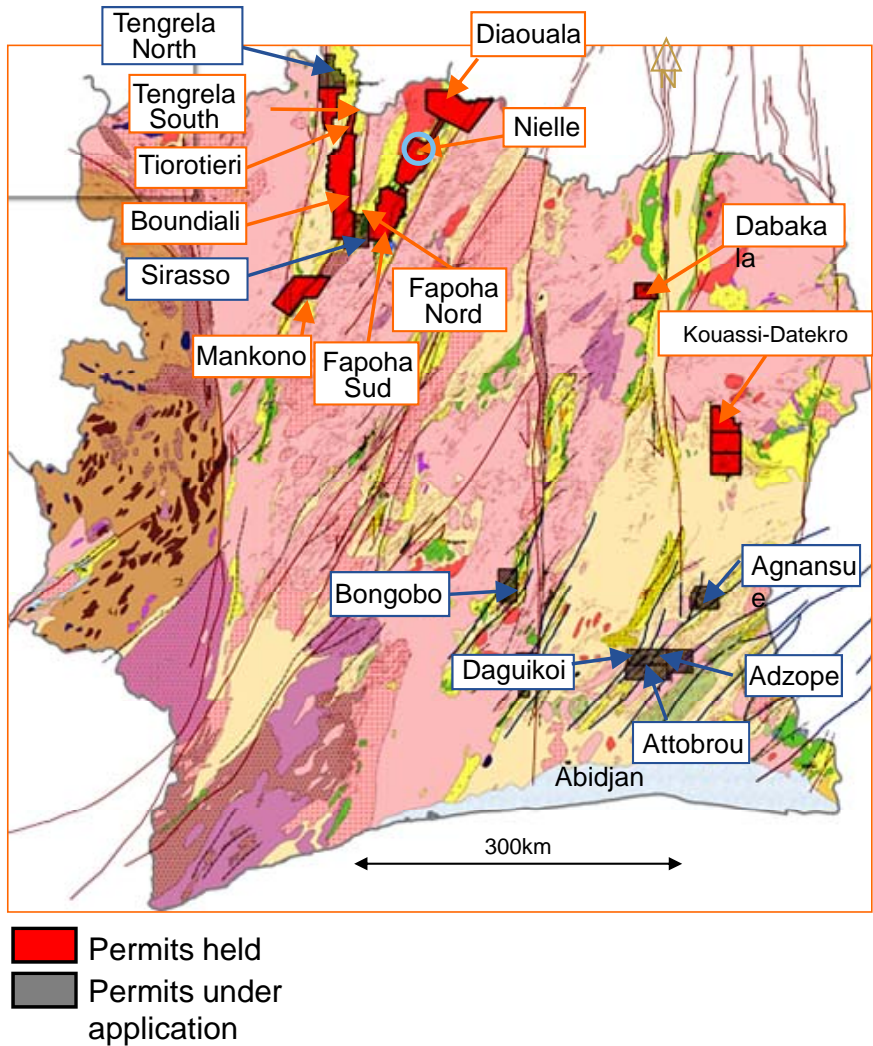 Tengrela
North
Diaouala
Tengrela
South
Nielle
Tiorotieri
Boundiali
Dabaka
la
Sirasso
Fapoha
Nord
Kouassi-Datekro
Mankono
Fapoha
Sud
Agnansu
e
Bongobo
Daguikoi
Adzope
Attobrou
Abidjan
300km
Permits held
Permits under
application